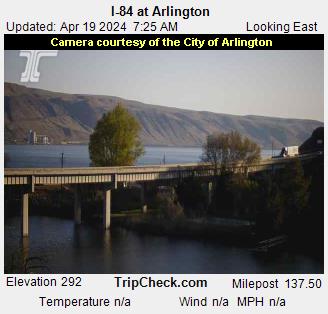 I-84 at Arlington
Updated: Apr 19 2024 7:25 AM Looking East
Camera courtesy of the City of Arlington
Elevation 292 TripCheck.com Milepost 137.50
Temperature n/a Wind n/a MPH n/a